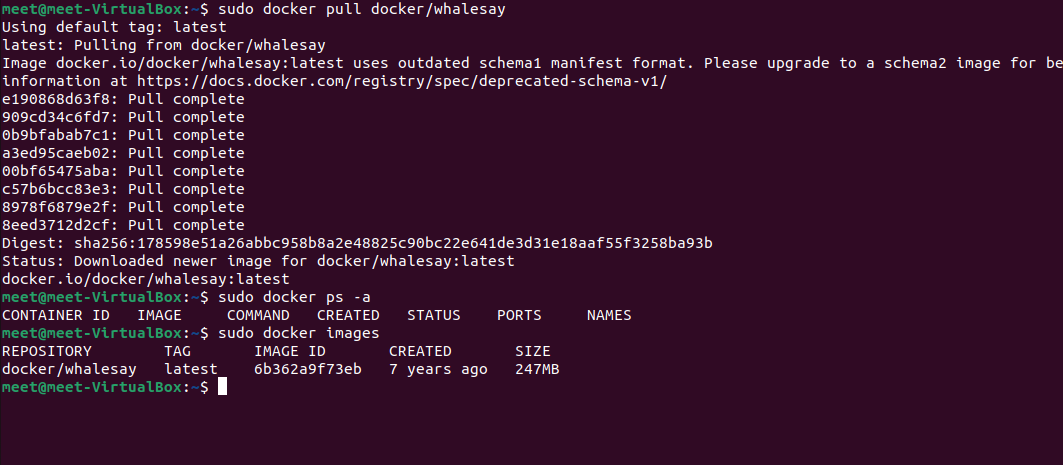 meet@meet-VirtualBox:~$ sudo docker pull docker/whalesay
Using default tag: latest
latest: Pulling from docker/whalesay
Image docker.io/docker/whalesay:latest uses outdated schema1 manifest format. Please upgrade to a schema2 image for be
information at https://docs.docker.com/registry/spec/deprecated-schema-v1/
e190868d63f8: Pull complete
909cd34c6fd7: Pull complete
0b9bfabab7c1: Pull complete
a3ed95caeb02: Pull complete
00bf65475aba: Pull complete
c57b6bcc83e3: Pull complete
8978f6879e2f: Pull complete
8eed3712d2cf: Pull complete
Digest: sha256:178598e51a26abbc958b8a2e48825c90bc22e641de3d31e18aaf55f3258ba93b
Status: Downloaded newer image for docker/whalesay:latest
docker.io/docker/whalesay:latest
meet@meet-VirtualBox:~$ sudo docker ps -a
CONTAINER ID   IMAGE     COMMAND   CREATED   STATUS    PORTS     NAMES
meet@meet-VirtualBox:~$ sudo docker images
REPOSITORY        TAG       IMAGE ID       CREATED       SIZE
docker/whalesay   latest    6b362a9f73eb   7 years ago   247MB
meet@meet-VirtualBox:~$